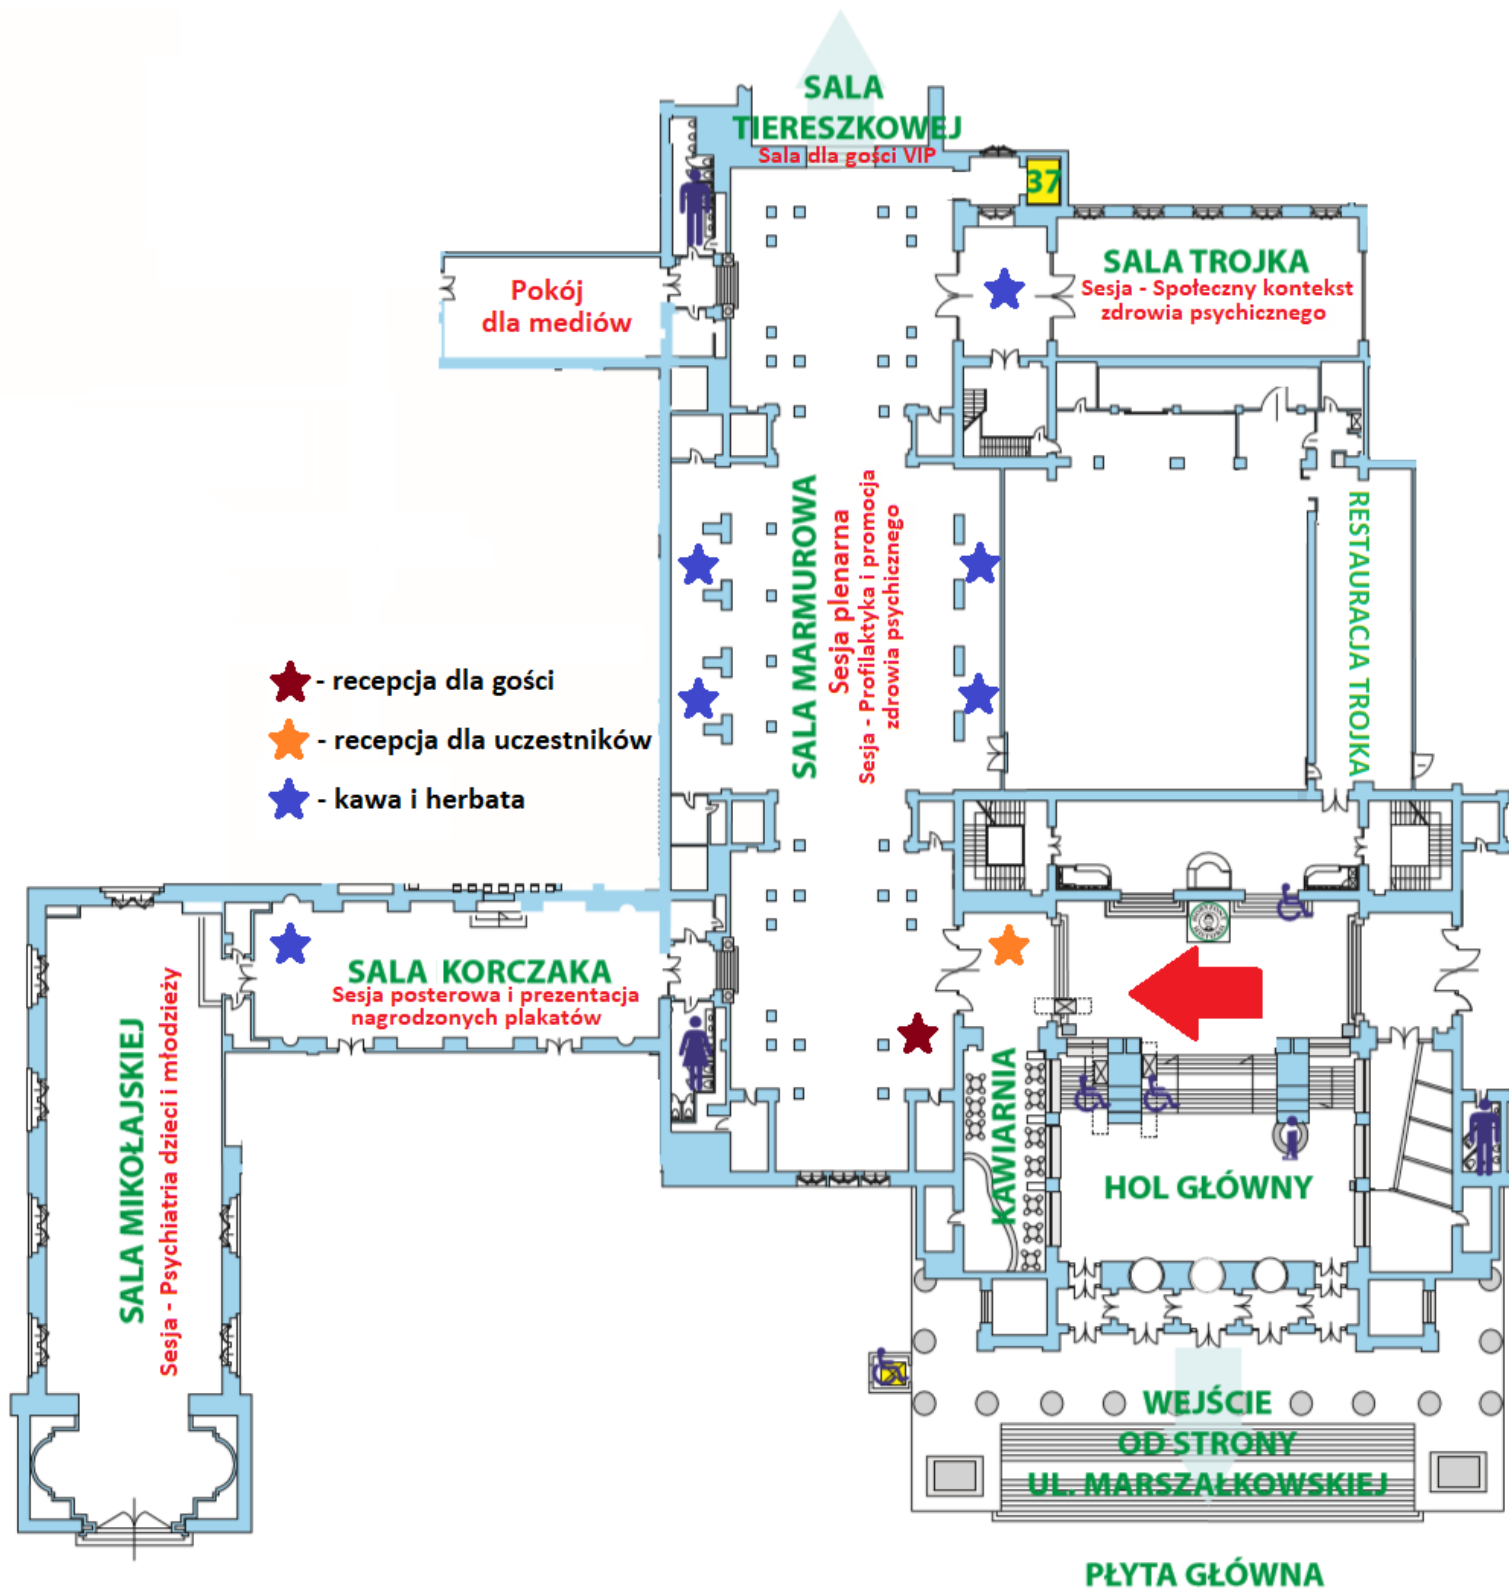 SALA
TIERESZKOWEJ
Sala dla gości VIP
37
SALA TROJKA
Sesja - Społeczny kontekst
zdrowia psychicznego
Pokój
dla mediów
SALA MARMUROWA
Sesja plenarna
Sesja - Profilaktyka i promocja
zdrowia psychicznego
RESTAURACJA TROJKA
- recepcja dla gości
- recepcja dla uczestników
- kawa i herbata
SALA KORCZAKA
Sesja posterowa i prezentacja
nagrodzonych plakatów
SALA MIKOŁAJSKIEJ
Sesja - Psychiatria dzieci i młodzieży
KAWIARNIA
HOL GŁÓWNY
WEJŚCIE
OD STRONY
UL. MARSZAŁKOWSKIEJ
PŁYTA GŁÓWNA